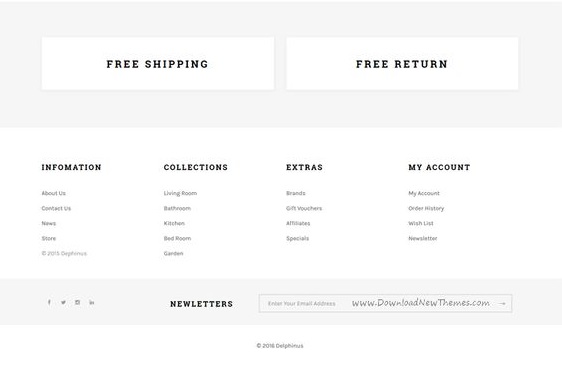 FREE SHIPPING
FREE RETURN
INFOMATION
About Us
Contact Us
News
Store
© 2015 Dephinus
COLLECTIONS
Living Room
Bathroom
Kitchen
Bed Room
Garden
EXTRAS
Brands
Gift Vouchers
Affiliates
Specials
MY ACCOUNT
My Account
Order History
Wish List
Newsletter
NEWLETTERS
Enter Your Email Address
www.DownloadNewThemes.com
© 2016 Delphinus